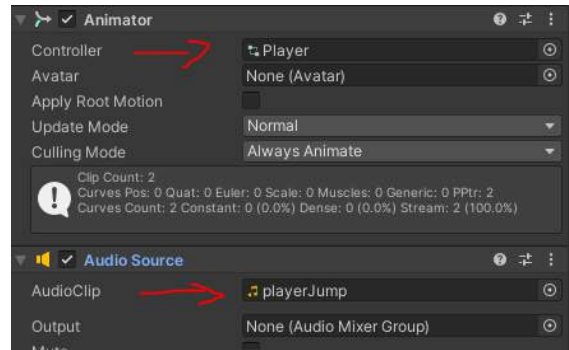 Animator
Controller Player
Avatar None (Avatar)
Apply Root Motion
Update Mode Normal
Culling Mode Always Animate
Clip Count: 2
Curves Pos: 0 Quat: 0 Euler: 0 Scale: 0 Muscles: 0 Generic: 0 PPtr: 2
Curves Count: 2 Constant: 0 (0.0%) Dense: 0 (0.0%) Stream: 2 (100.0%)
Audio Source
AudioClip playerJump
Output None (Audio Mixer Group)
Mute